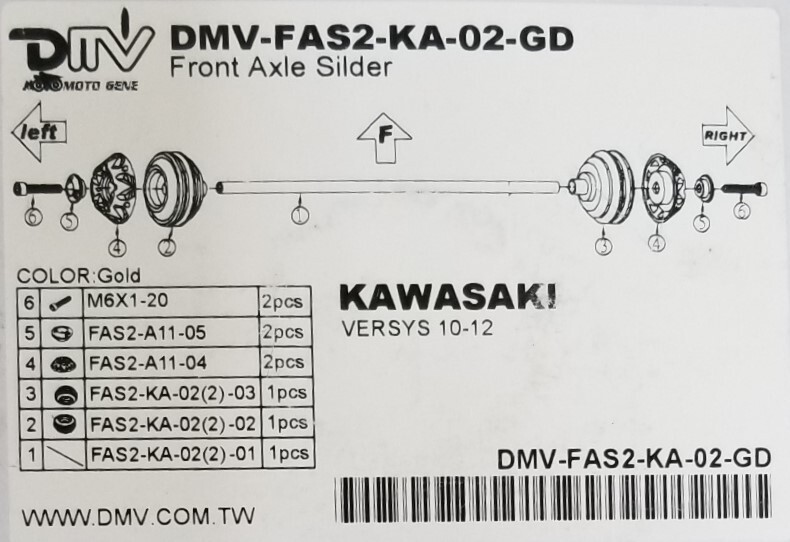 DMV
MOTO MOTO GENE
DMV-FAS2-KA-02-GD
Front Axle Silder
left
F
RIGHT
6 5 4 2 1 3 4 5 6
COLOR:Gold
6 M6X1-20 2pcs
5 FAS2-A11-05 2pcs
4 FAS2-A11-04 2pcs
3 FAS2-KA-02(2)-03 1pcs
2 FAS2-KA-02(2)-02 1pcs
1 FAS2-KA-02(2)-01 1pcs
KAWASAKI
VERSYS 10-12
DMV-FAS2-KA-02-GD
WWW.DMV.COM.TW